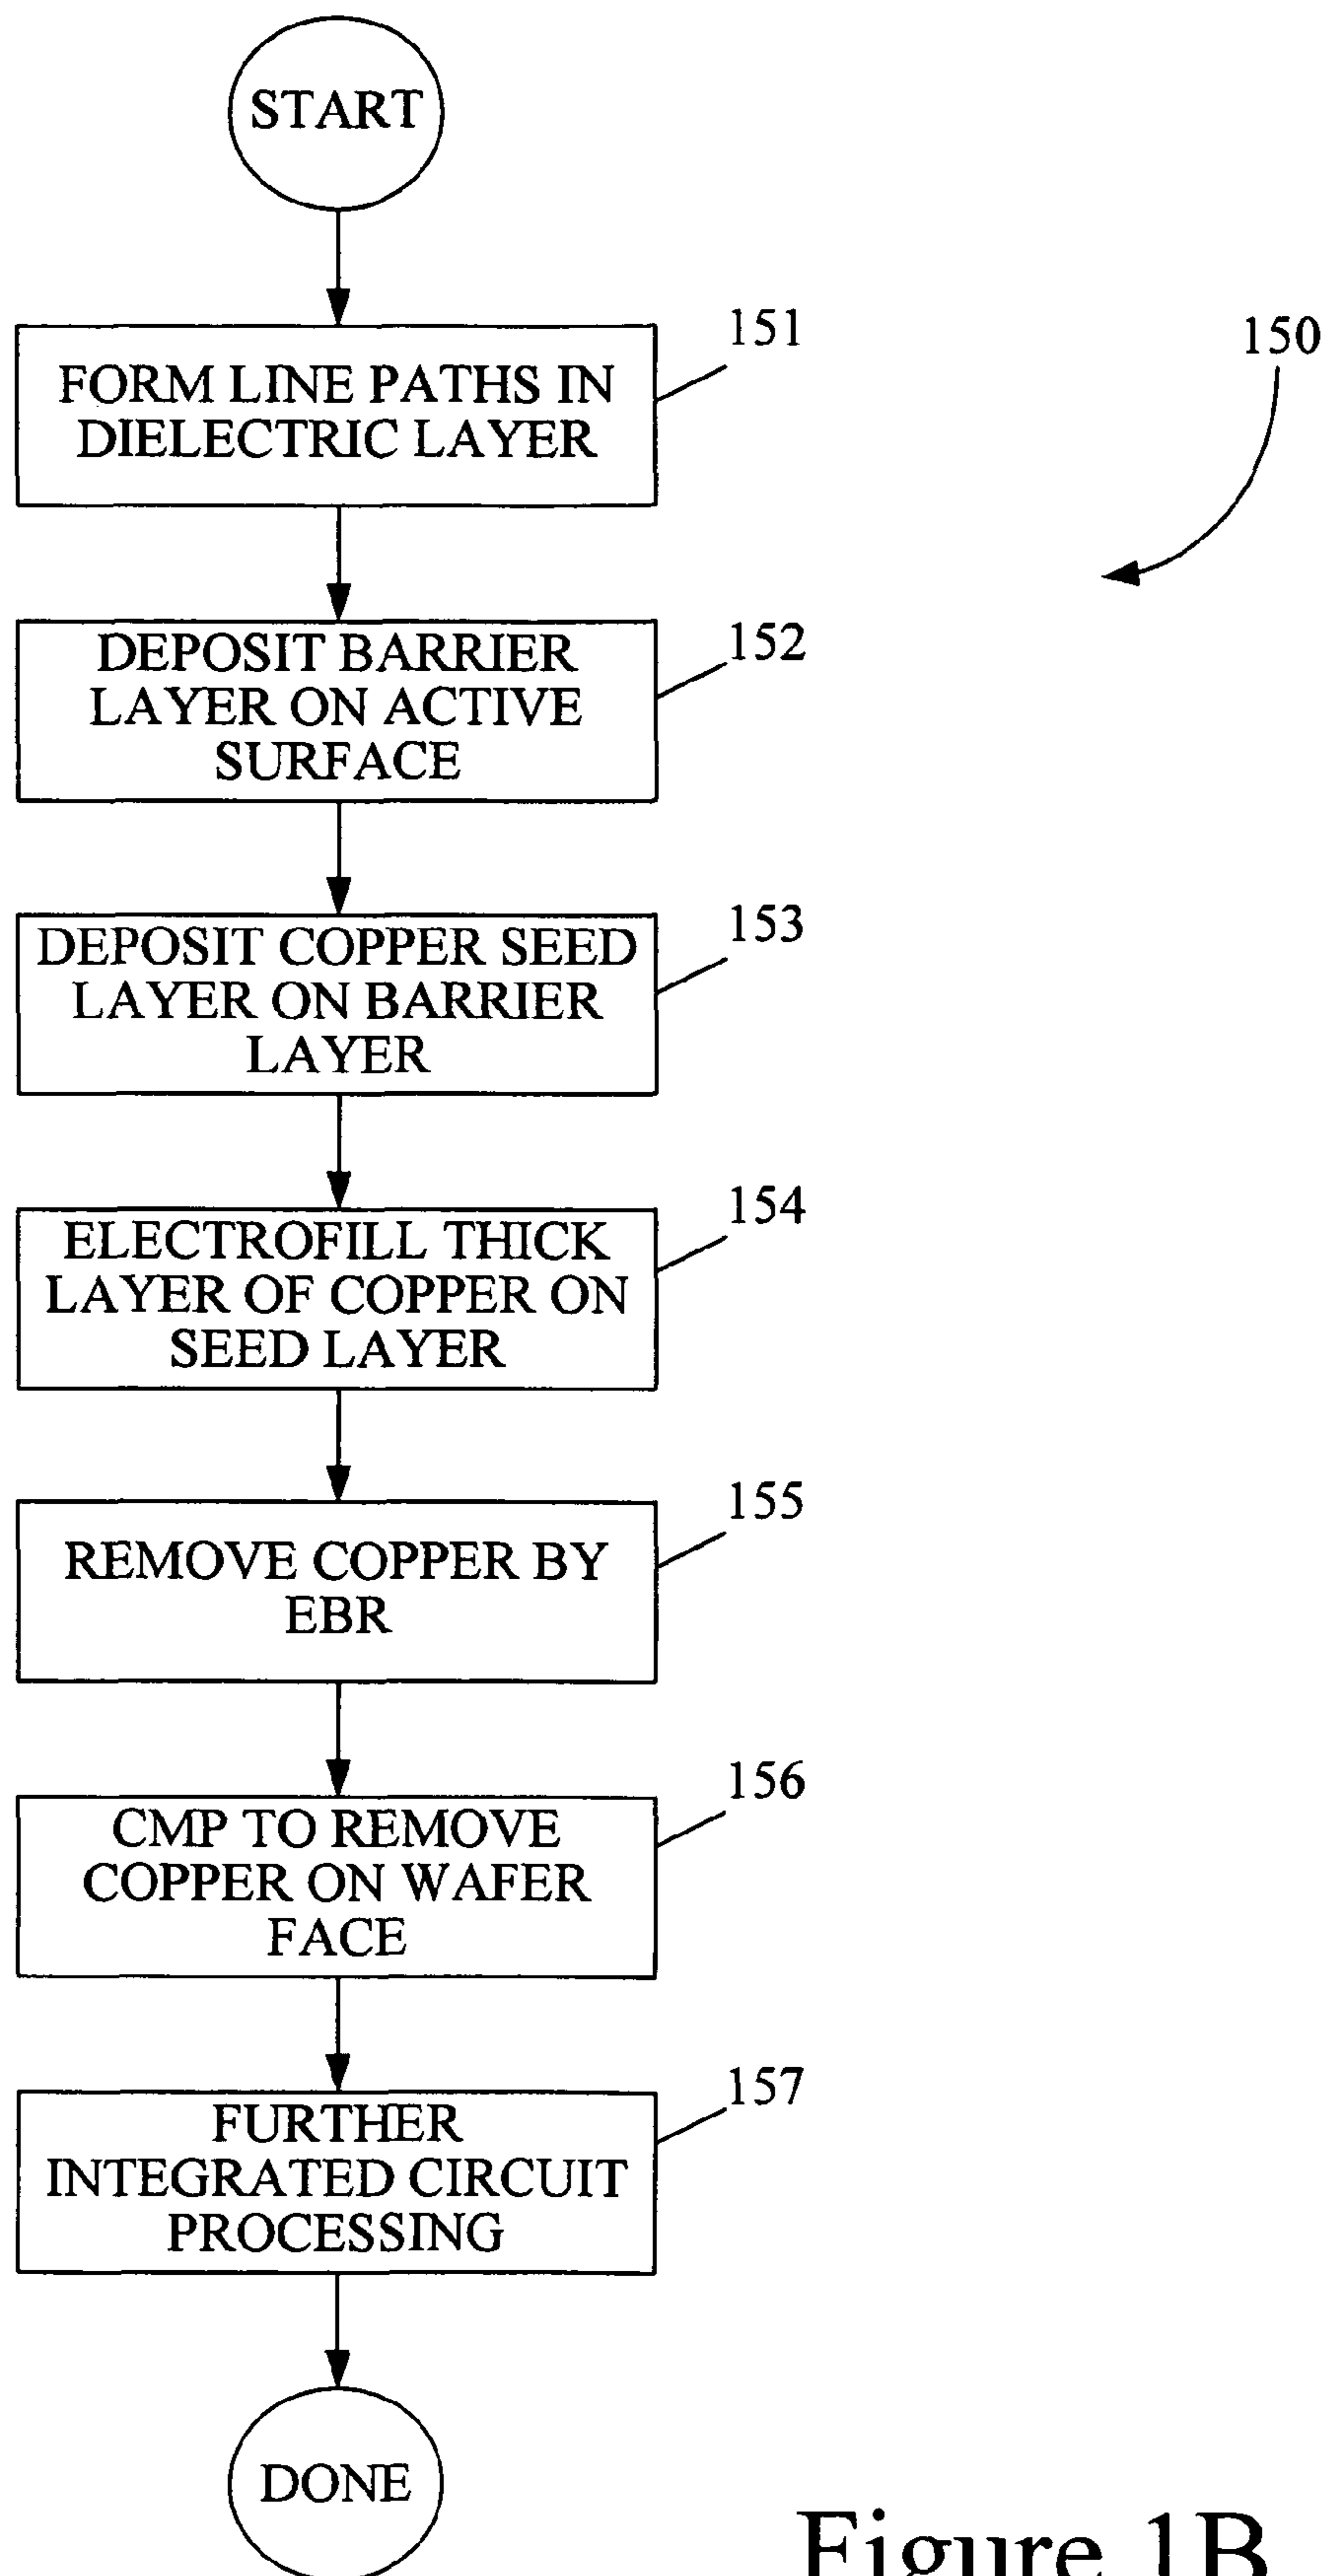 START
FORM LINE PATHS IN
DIELECTRIC LAYER
151
150
DEPOSIT BARRIER
LAYER ON ACTIVE
SURFACE
152
DEPOSIT COPPER SEED
LAYER ON BARRIER
LAYER
153
ELECTROFILL THICK
LAYER OF COPPER ON
SEED LAYER
154
REMOVE COPPER BY
EBR
155
CMP TO REMOVE
COPPER ON WAFER
FACE
156
FURTHER
INTEGRATED CIRCUIT
PROCESSING
157
DONE
Figure 1B